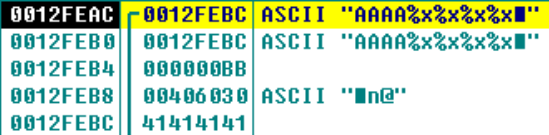 0012FEAC 0012FEBC ASCII "AAAA%x%x%x%x■"
0012FEB0 0012FEBC ASCII "AAAA%x%x%x%x■"
0012FEB4 000000BB
0012FEB8 00406030 ASCII "■n@"
0012FEBC 41414141